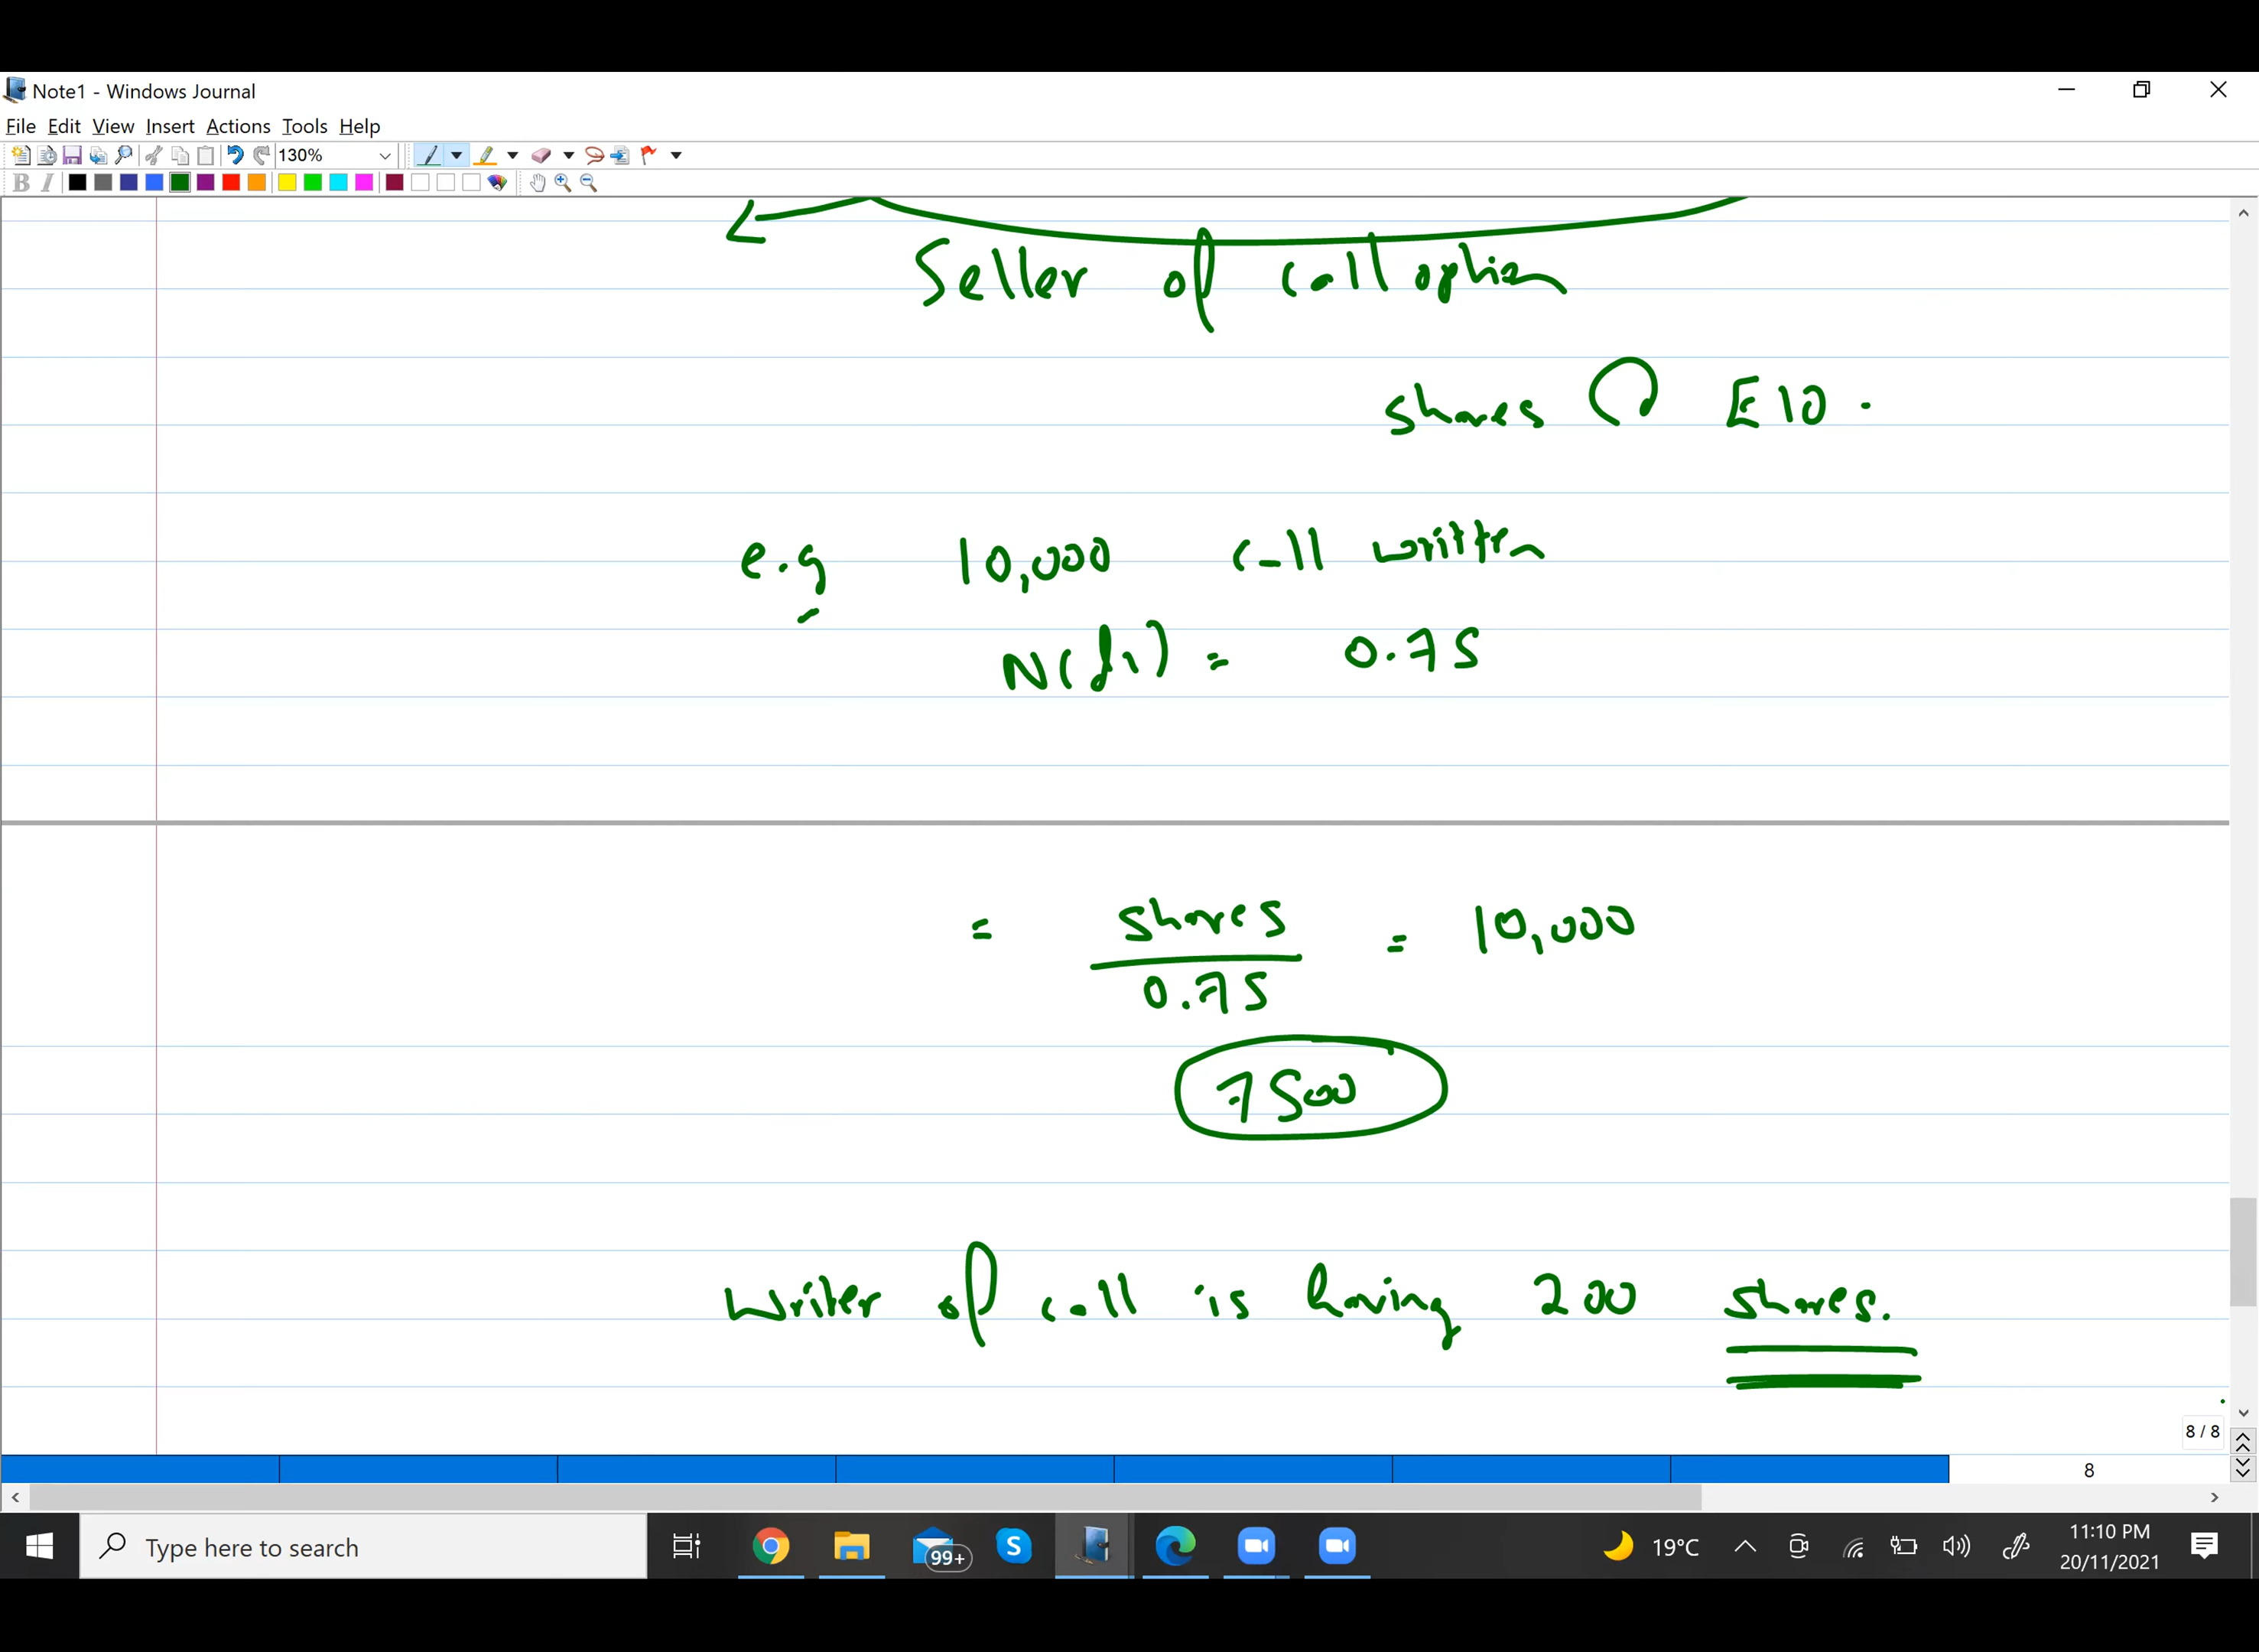 Note1 - Windows Journal
File Edit View Insert Actions Tools Help
130%
B I
Seller of call option
shares £10.
e.g 10,000 call written
N(d1) = 0.75
= shares = 10,000
0.75
7500
Writer of call is having 200 shares.
8 / 8
8
Type here to search
99+
S
19°C
11:10 PM
20/11/2021